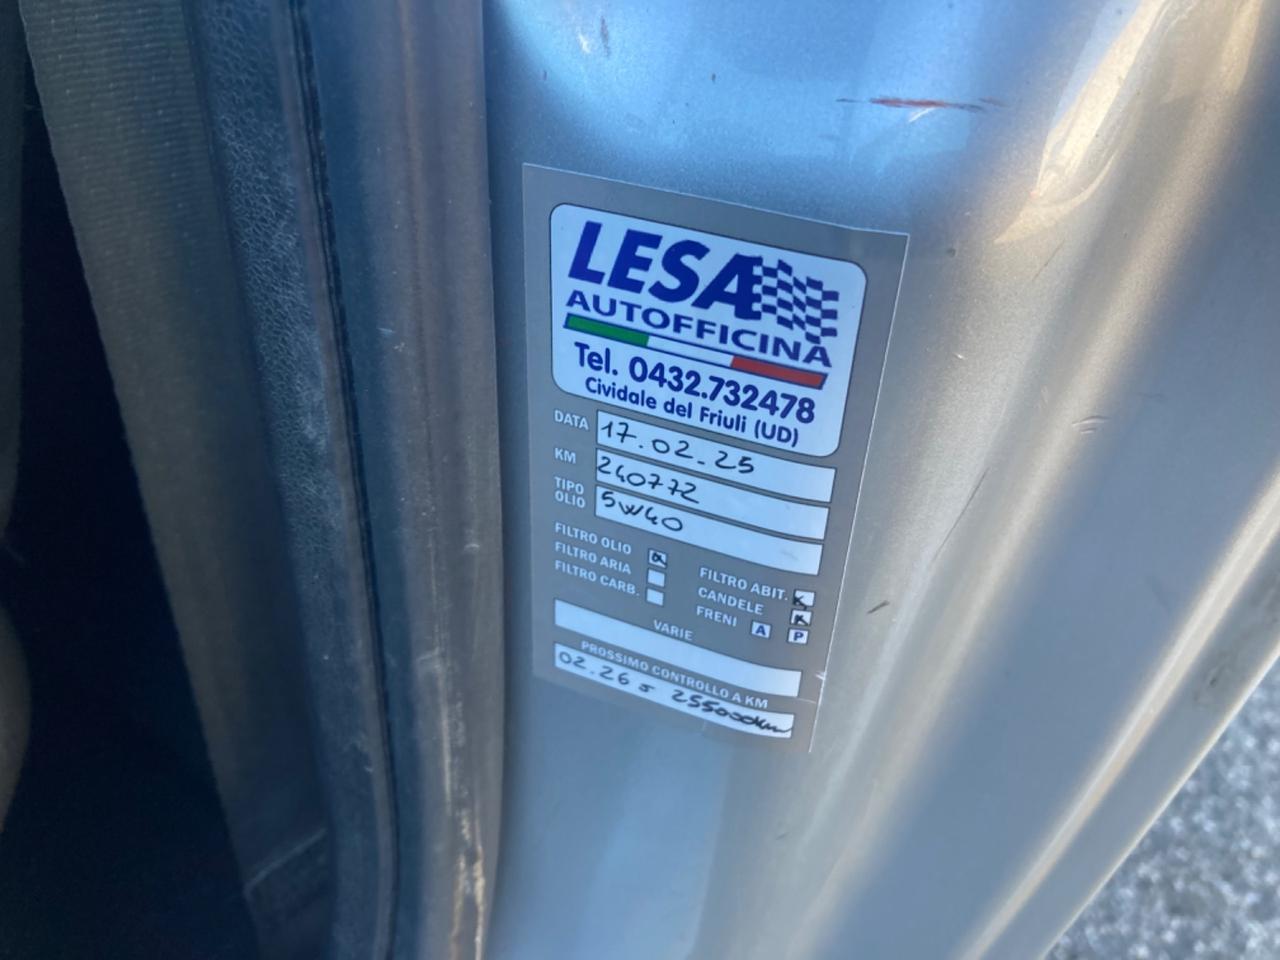 LESA
AUTOFFICINA
Tel. 0432.732478
Cividale del Friuli (UD)
DATA 17.02.25
KM 240772
TIPO OLIO 5W40
FILTRO OLIO
FILTRO ARIA
FILTRO CARB.
FILTRO ABIT.
CANDELE
FRENI A P
VARIE
PROSSIMO CONTROLLO A KM
02.26 o 255000km